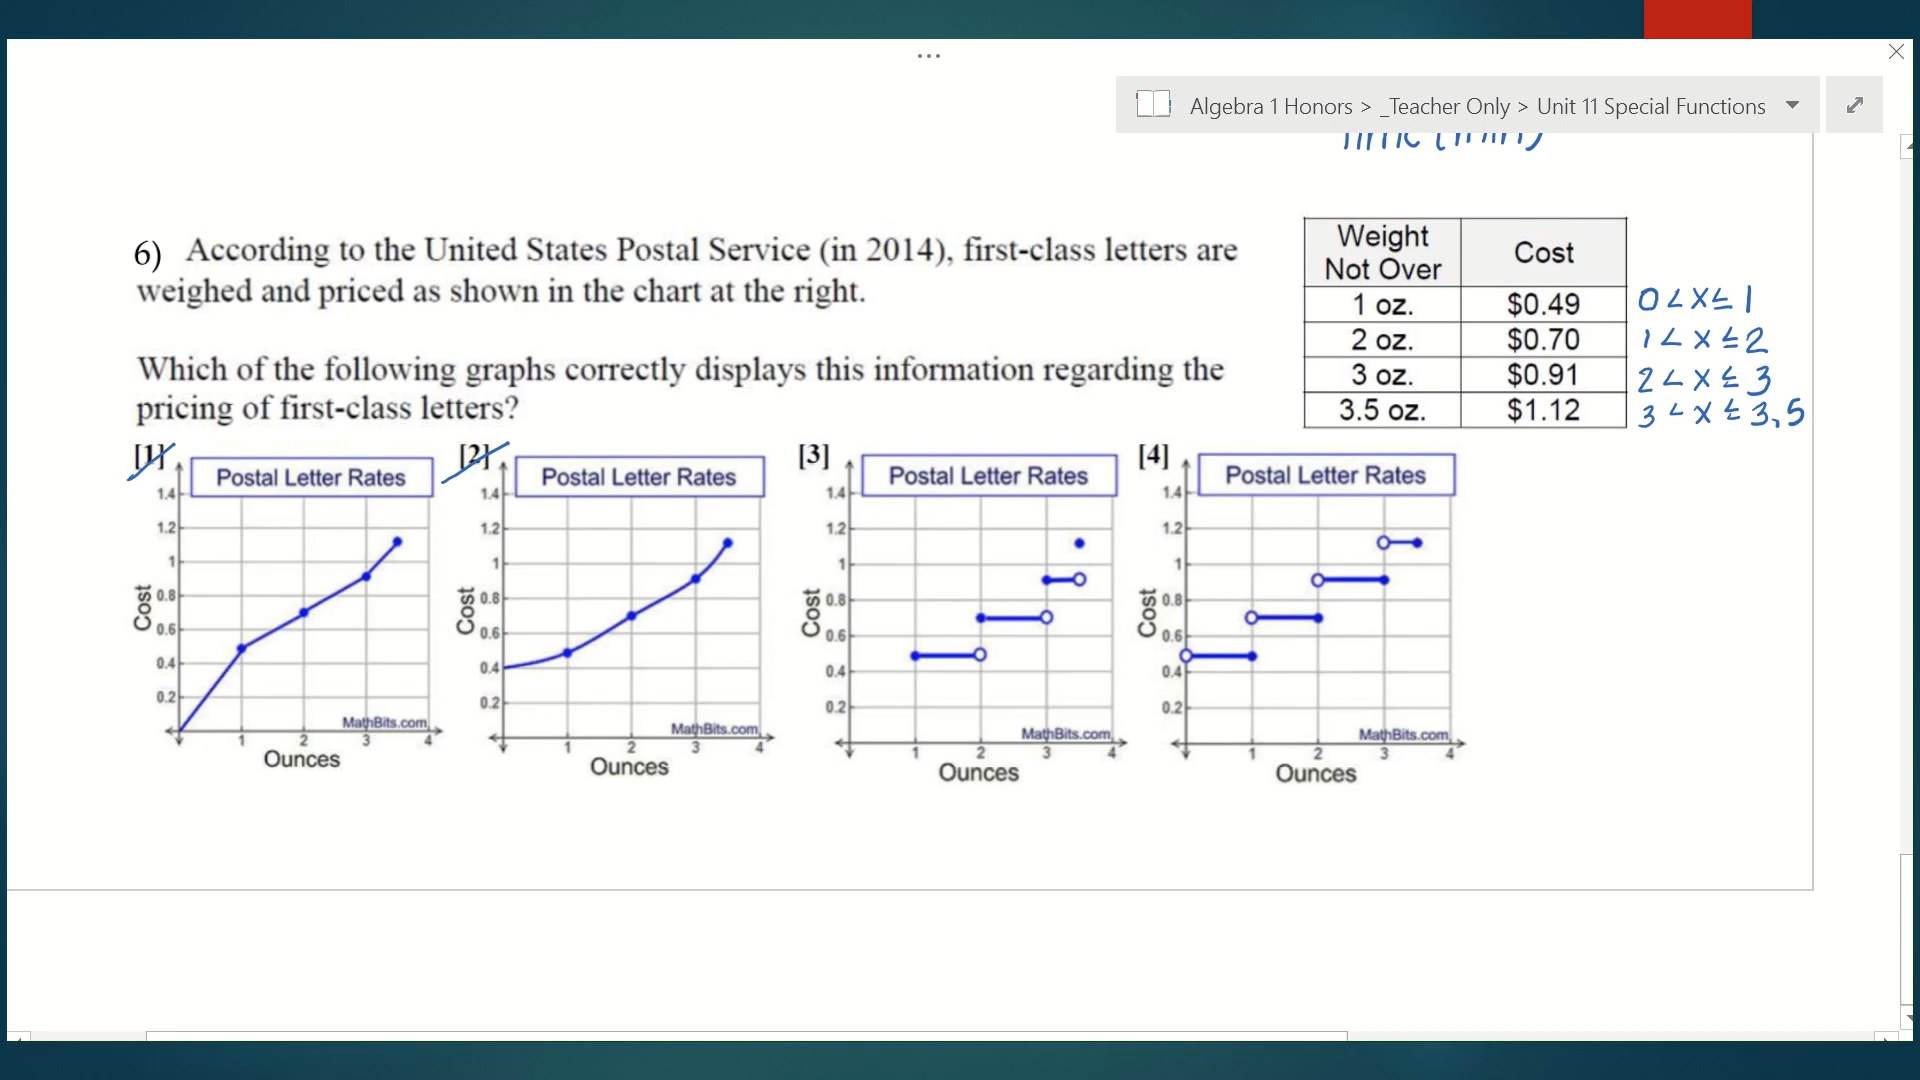 Algebra 1 Honors > _Teacher Only > Unit 11 Special Functions
Time (min)
6) According to the United States Postal Service (in 2014), first-class letters are
weighed and priced as shown in the chart at the right.
Which of the following graphs correctly displays this information regarding the
pricing of first-class letters?
Weight Not Over Cost
1 oz. $0.49 0 < x ≤ 1
2 oz. $0.70 1 < x ≤ 2
3 oz. $0.91 2 < x ≤ 3
3.5 oz. $1.12 3 < x ≤ 3.5
[1]
Postal Letter Rates
1.4
1.2
1
0.8
0.6
0.4
0.2
Cost
MathBits.com
1 2 3 4
Ounces
[2]
Postal Letter Rates
1.4
1.2
1
0.8
0.6
0.4
0.2
Cost
MathBits.com
1 2 3 4
Ounces
[3]
Postal Letter Rates
1.4
1.2
1
0.8
0.6
0.4
0.2
Cost
MathBits.com
1 2 3 4
Ounces
[4]
Postal Letter Rates
1.4
1.2
1
0.8
0.6
0.4
0.2
Cost
MathBits.com
1 2 3 4
Ounces